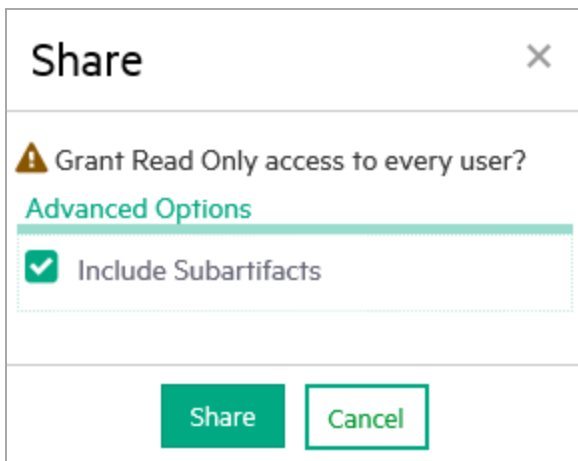 Share
Grant Read Only access to every user?
Advanced Options
Include Subartifacts
Share Cancel